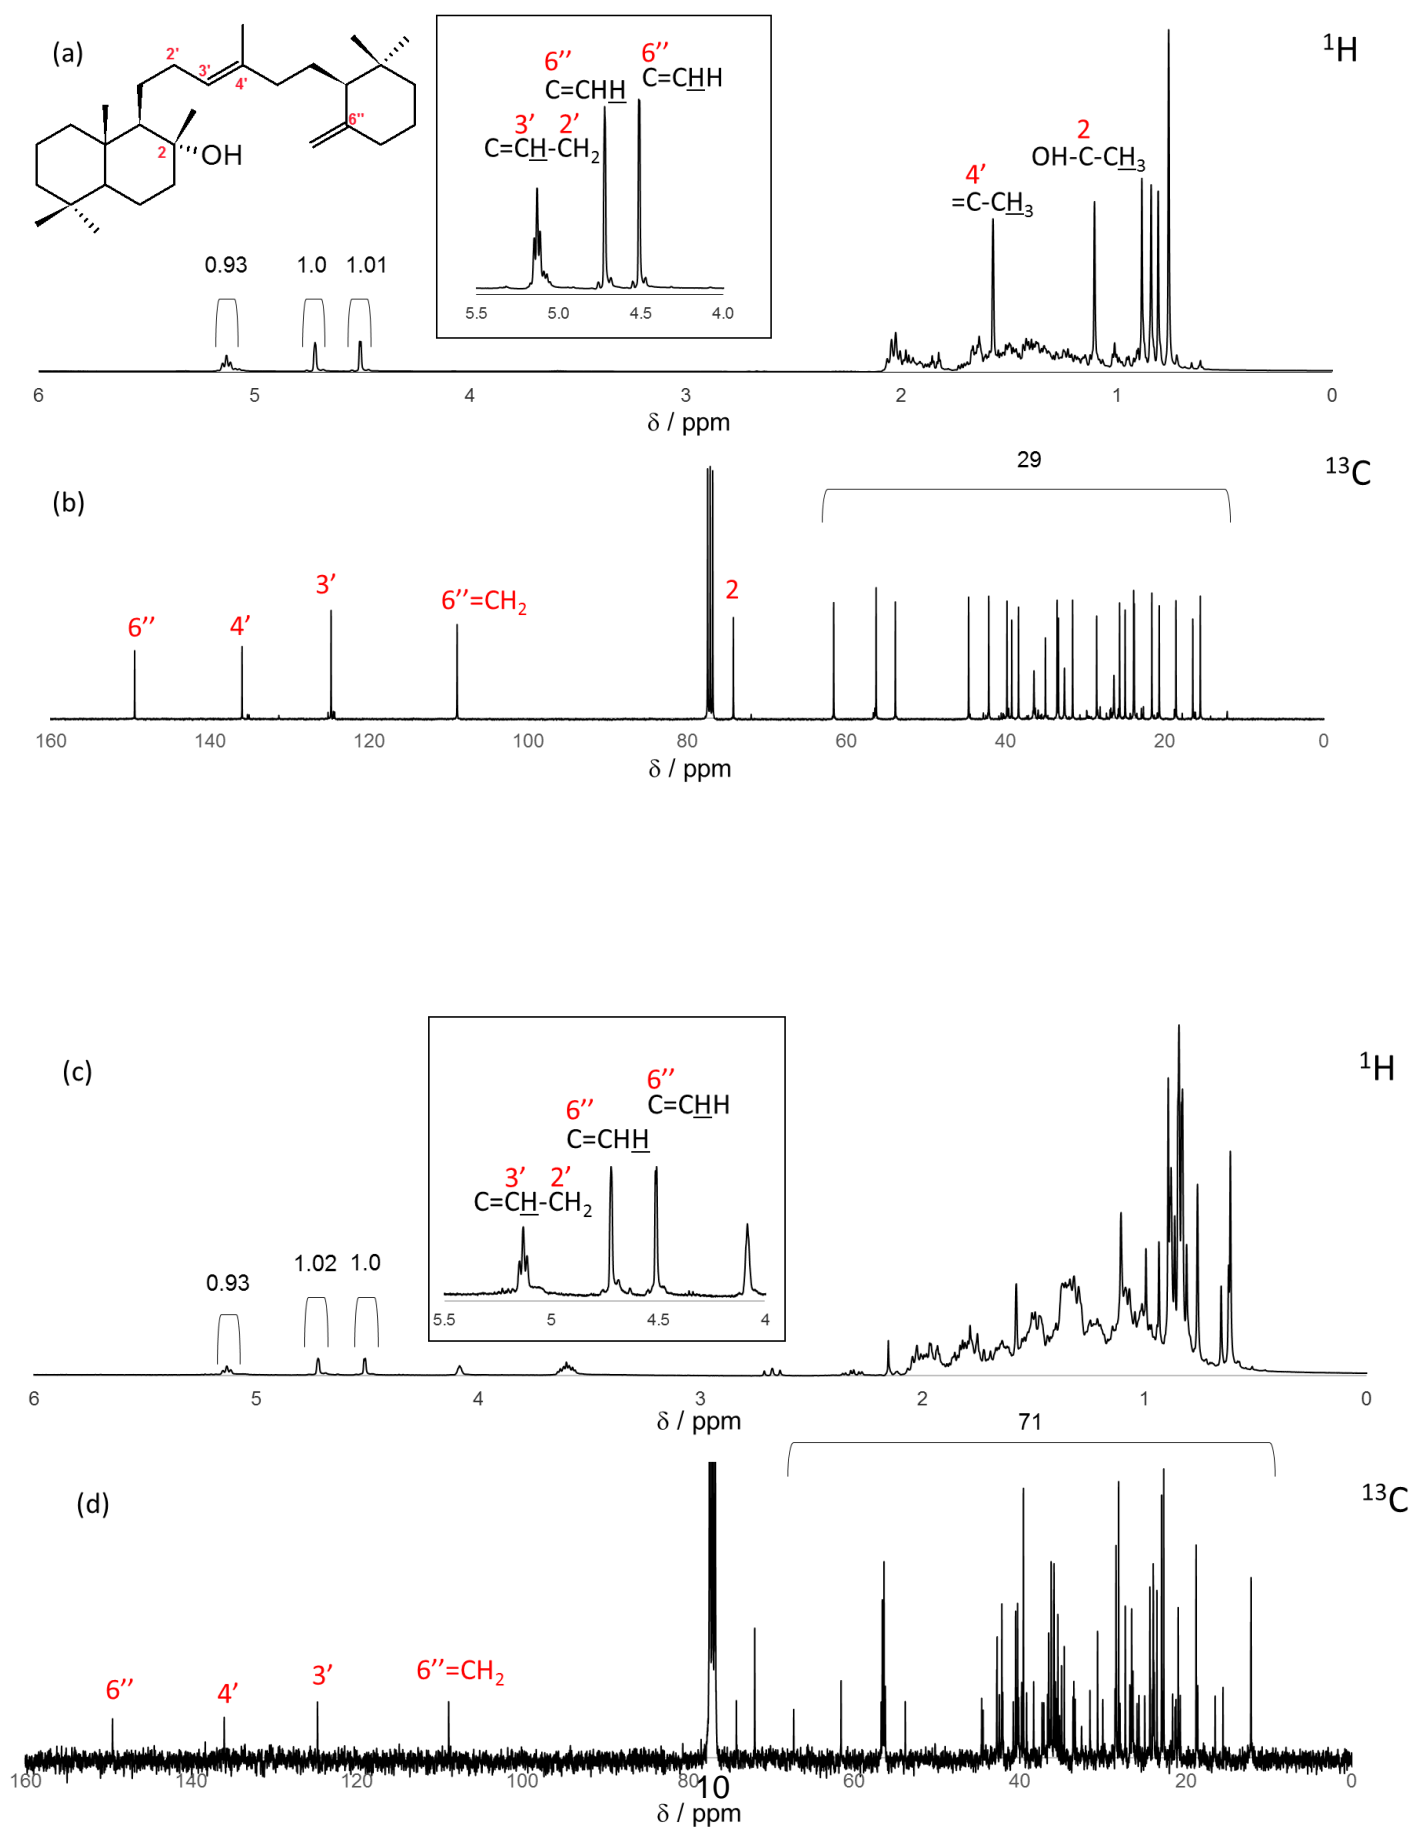 (a)
2'
3'
4'
6''
2
OH
6''
C=CHH
6''
C=CHH
3' 2'
C=CH-CH2
5.5 5.0 4.5 4.0
4'
=C-CH3
2
OH-C-CH3
1H
0.93 1.0 1.01
6 5 4 3 2 1 0
δ / ppm
(b)
29
13C
6''
4'
3'
6''=CH2
2
160 140 120 100 80 60 40 20 0
δ / ppm
(c)
6''
C=CHH
6''
C=CHH
3' 2'
C=CH-CH2
5.5 5 4.5 4
1H
0.93 1.02 1.0
6 5 4 3 2 1 0
δ / ppm
71
(d)
13C
6''
4'
3'
6''=CH2
160 140 120 100 80 60 40 20 0
10
δ / ppm